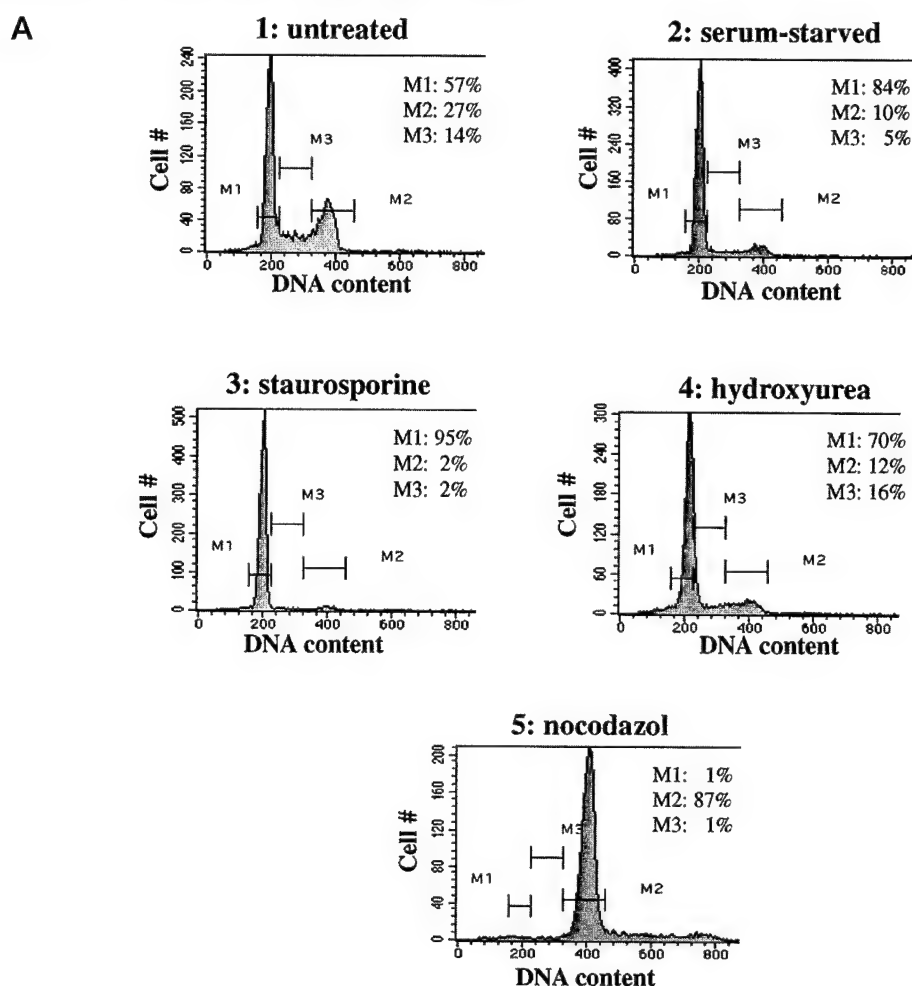 A
1: untreated
240
200
160
120
80
40
0
Cell #
M1: 57%
M2: 27%
M3: 14%
M3
M1
M2
0 200 400 600 800
DNA content
2: serum-starved
400
320
240
160
80
0
Cell #
M1: 84%
M2: 10%
M3: 5%
M3
M1
M2
0 200 400 600 800
DNA content
3: staurosporine
500
400
300
200
100
0
Cell #
M1: 95%
M2: 2%
M3: 2%
M3
M1
M2
0 200 400 600 800
DNA content
4: hydroxyurea
300
240
180
120
60
0
Cell #
M1: 70%
M2: 12%
M3: 16%
M3
M1
M2
0 200 400 600 800
DNA content
5: nocodazol
200
160
120
80
40
0
Cell #
M1: 1%
M2: 87%
M3: 1%
M3
M1
M2
0 200 400 600 800
DNA content